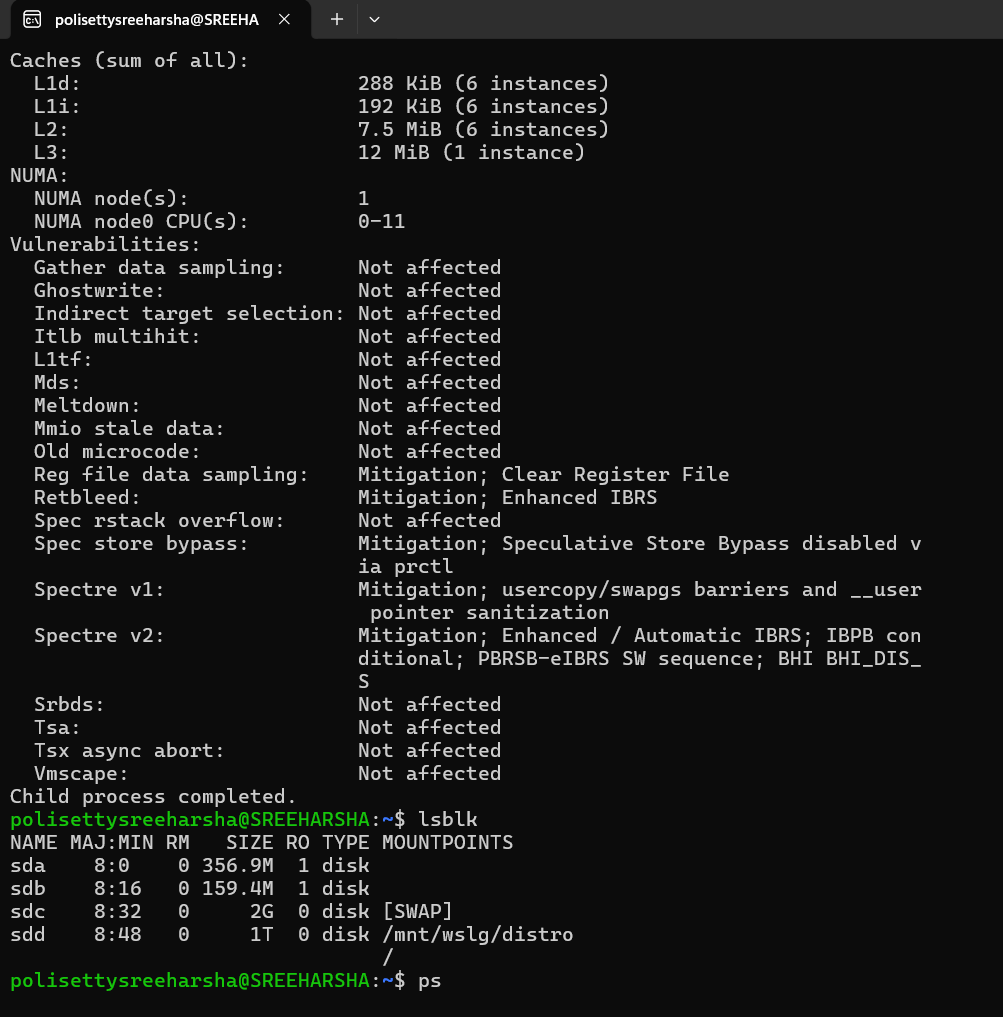 polisettysreeharsha@SREEHA
Caches (sum of all):
  L1d:                       288 KiB (6 instances)
  L1i:                       192 KiB (6 instances)
  L2:                        7.5 MiB (6 instances)
  L3:                        12 MiB (1 instance)
NUMA:
  NUMA node(s):              1
  NUMA node0 CPU(s):         0-11
Vulnerabilities:
  Gather data sampling:      Not affected
  Ghostwrite:                Not affected
  Indirect target selection: Not affected
  Itlb multihit:             Not affected
  L1tf:                      Not affected
  Mds:                       Not affected
  Meltdown:                  Not affected
  Mmio stale data:           Not affected
  Old microcode:             Not affected
  Reg file data sampling:    Mitigation; Clear Register File
  Retbleed:                  Mitigation; Enhanced IBRS
  Spec rstack overflow:      Not affected
  Spec store bypass:         Mitigation; Speculative Store Bypass disabled v
                             ia prctl
  Spectre v1:                Mitigation; usercopy/swapgs barriers and __user
                              pointer sanitization
  Spectre v2:                Mitigation; Enhanced / Automatic IBRS; IBPB con
                             ditional; PBRSB-eIBRS SW sequence; BHI BHI_DIS_
                             S
  Srbds:                     Not affected
  Tsa:                       Not affected
  Tsx async abort:           Not affected
  Vmscape:                   Not affected
Child process completed.
polisettysreeharsha@SREEHARSHA:~$ lsblk
NAME MAJ:MIN RM   SIZE RO TYPE MOUNTPOINTS
sda    8:0    0 356.9M  1 disk
sdb    8:16   0 159.4M  1 disk
sdc    8:32   0     2G  0 disk [SWAP]
sdd    8:48   0     1T  0 disk /mnt/wslg/distro
                               /
polisettysreeharsha@SREEHARSHA:~$ ps